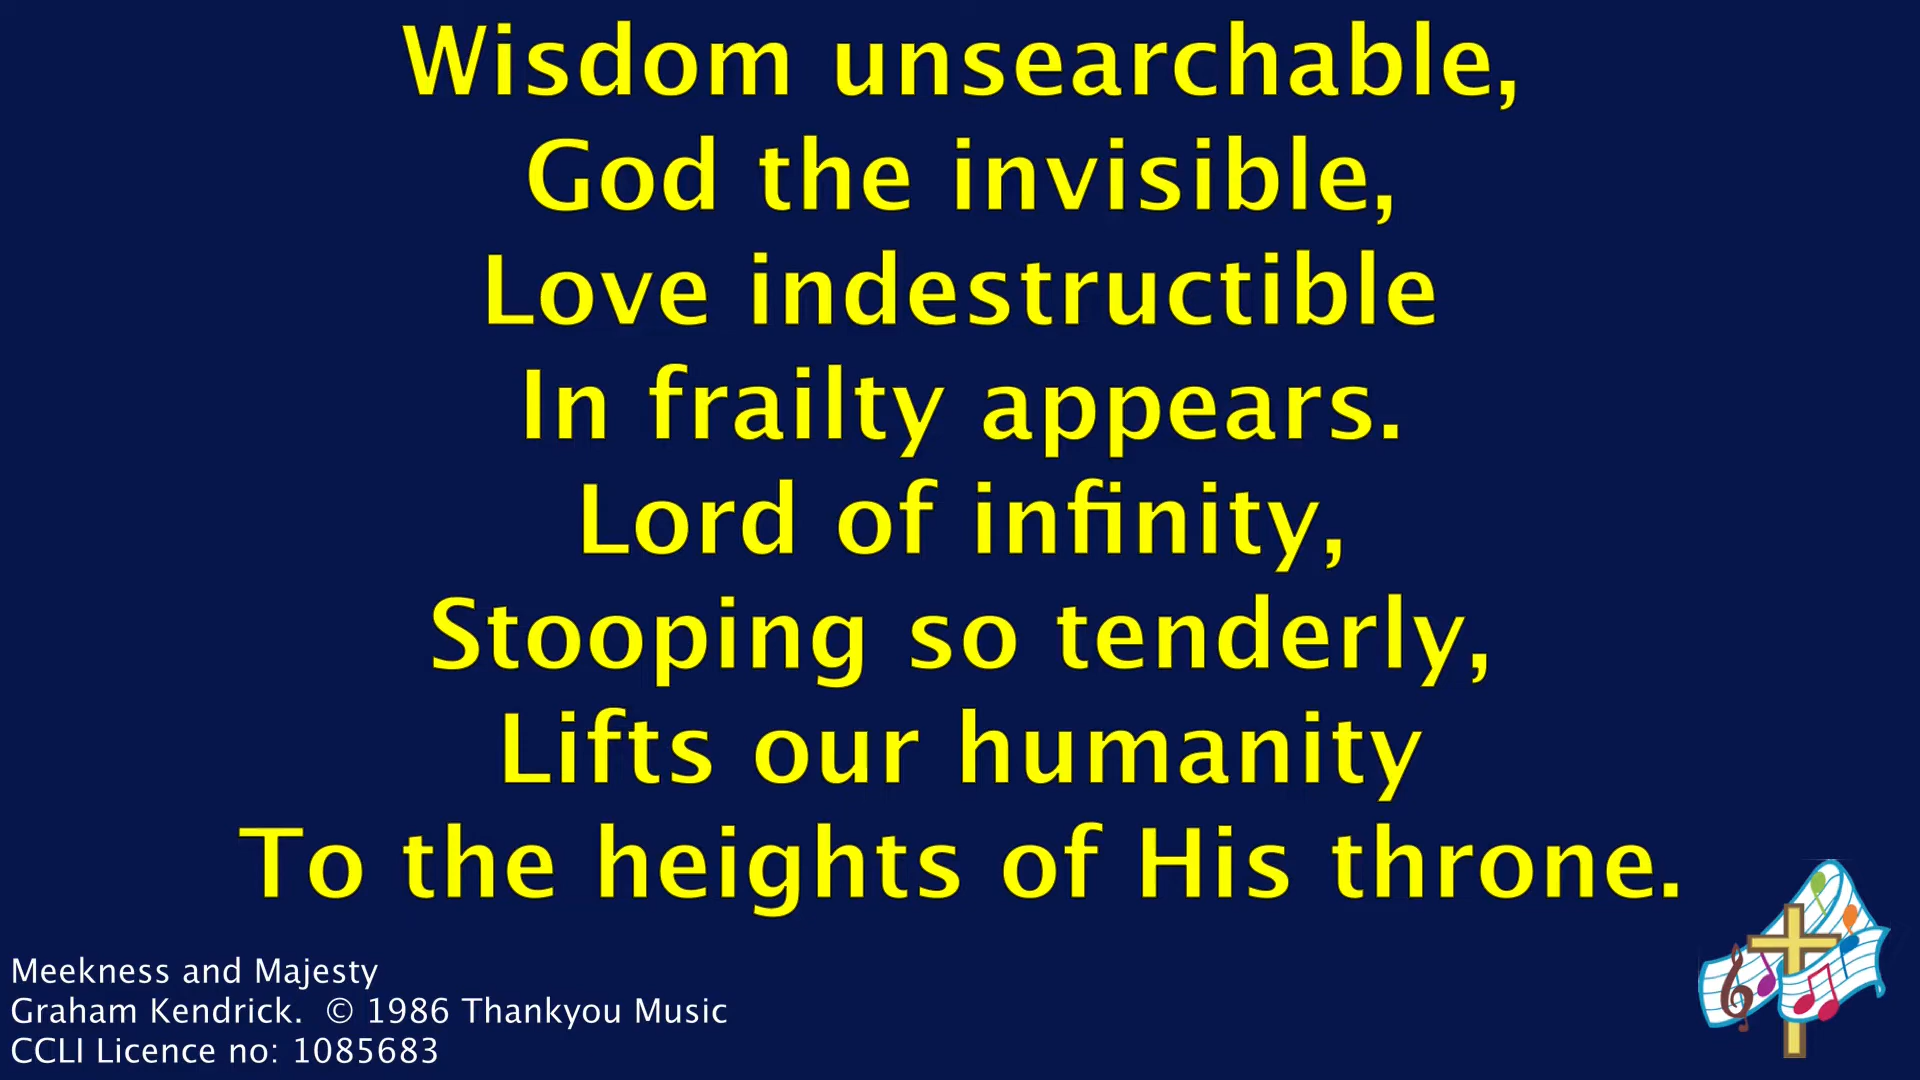 Wisdom unsearchable,
God the invisible,
Love indestructible
In frailty appears.
Lord of infinity,
Stooping so tenderly,
Lifts our humanity
To the heights of His throne.
Meekness and Majesty
Graham Kendrick.  © 1986 Thankyou Music
CCLI Licence no: 1085683